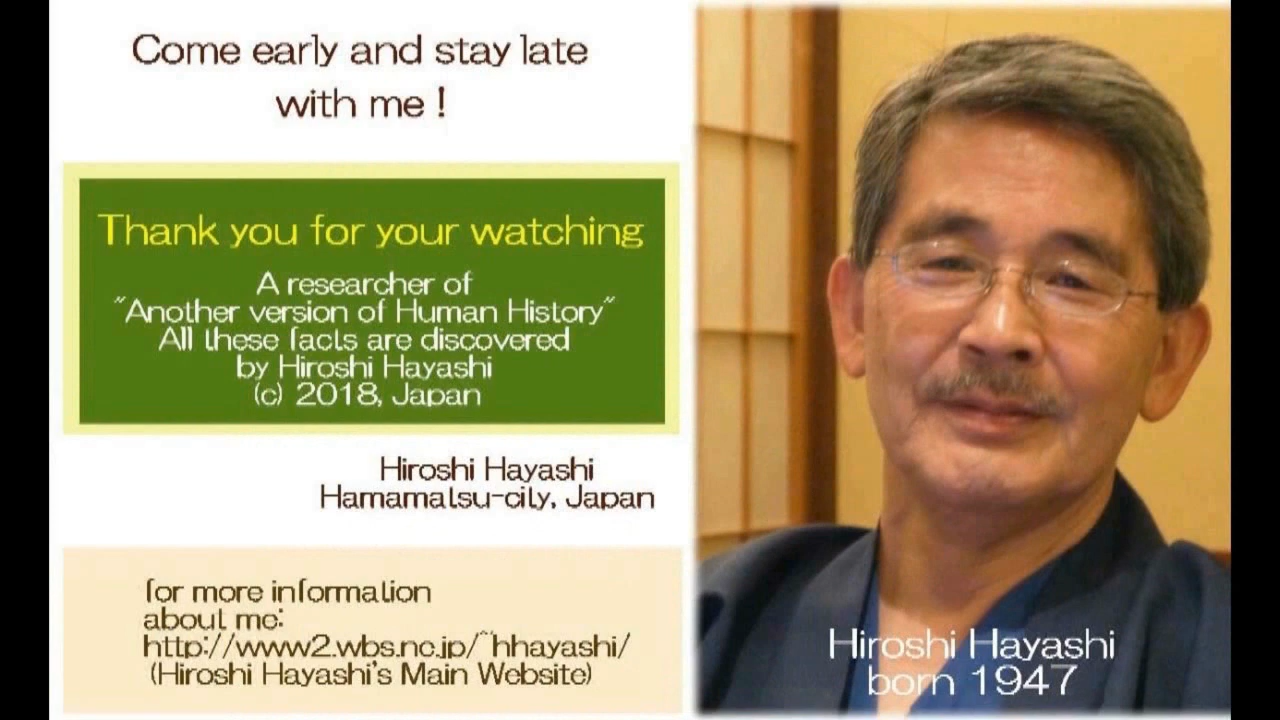 Come early and stay late
with me !
Thank you for your watching
A researcher of
"Another version of Human History"
All these facts are discovered
by Hiroshi Hayashi
(c) 2018, Japan
Hiroshi Hayashi
Hamamatsu-city, Japan
for more information
about me:
http://www2.wbs.ne.jp/~hhayashi/
(Hiroshi Hayashi's Main Website)
Hiroshi Hayashi
born 1947